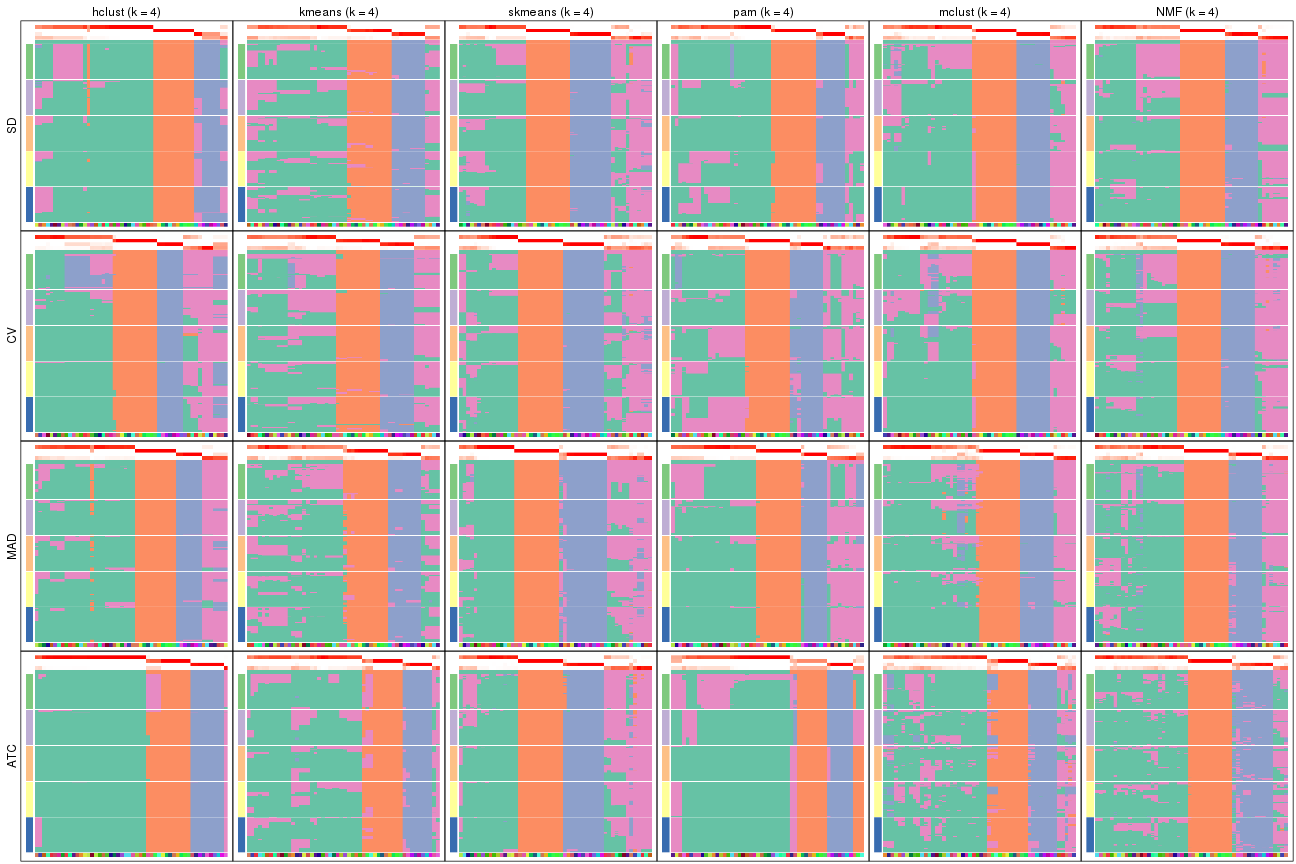 hclust (k = 4) kmeans (k = 4) skmeans (k = 4) pam (k = 4) mclust (k = 4) NMF (k = 4)
SD
CV
MAD
ATC